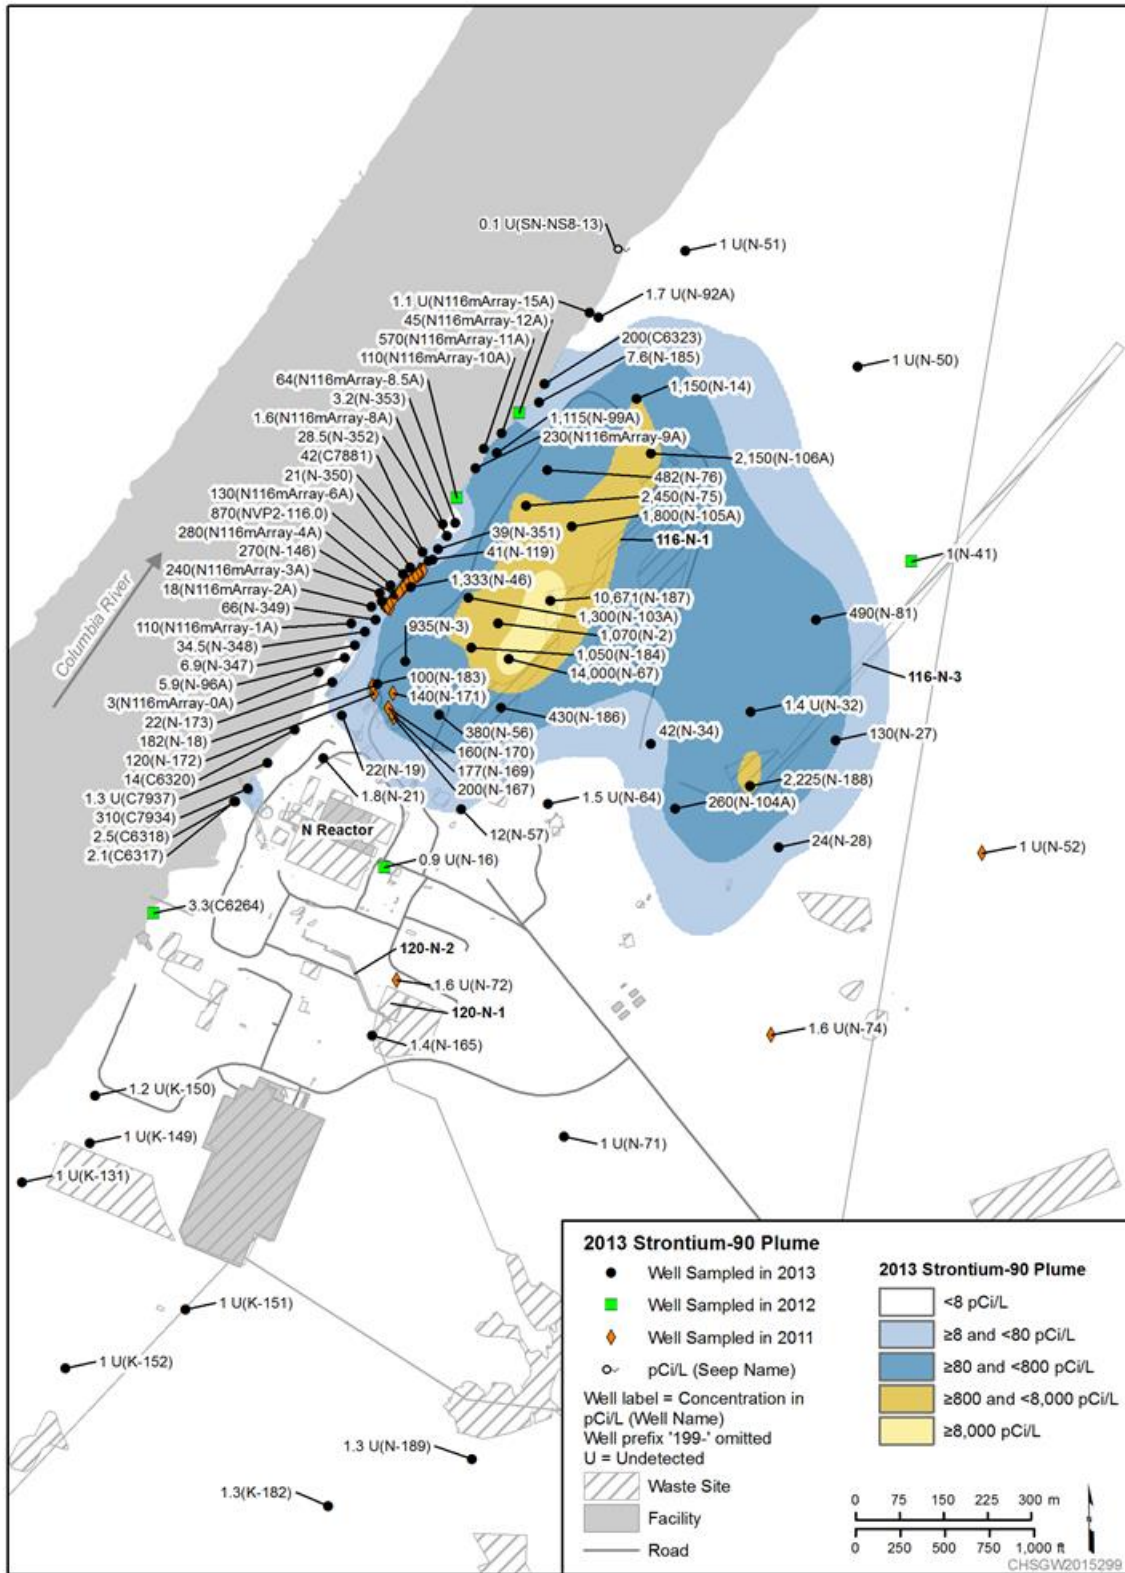 0.1 U(SN-NS8-13)
1 U(N-51)
1.1 U(N116mArray-15A)
1.7 U(N-92A)
45(N116mArray-12A)
570(N116mArray-11A)
200(C6323)
110(N116mArray-10A)
7.6(N-185)
1 U(N-50)
64(N116mArray-8.5A)
1,150(N-14)
3.2(N-353)
1.6(N116mArray-8A)
1,115(N-99A)
28.5(N-352)
230(N116mArray-9A)
42(C7881)
2,150(N-106A)
21(N-350)
482(N-76)
130(N116mArray-6A)
2,450(N-75)
870(NVP2-116.0)
1,800(N-105A)
280(N116mArray-4A)
39(N-351)
116-N-1
270(N-146)
41(N-119)
1(N-41)
240(N116mArray-3A)
1,333(N-46)
18(N116mArray-2A)
10,671(N-187)
66(N-349)
1,300(N-103A)
490(N-81)
110(N116mArray-1A)
935(N-3)
1,070(N-2)
34.5(N-348)
1,050(N-184)
6.9(N-347)
14,000(N-67)
116-N-3
5.9(N-96A)
100(N-183)
3(N116mArray-0A)
140(N-171)
22(N-173)
430(N-186)
1.4 U(N-32)
182(N-18)
380(N-56)
42(N-34)
130(N-27)
120(N-172)
160(N-170)
14(C6320)
22(N-19)
177(N-169)
2,225(N-188)
1.3 U(C7937)
1.8(N-21)
200(N-167)
1.5 U(N-64)
260(N-104A)
310(C7934)
2.5(C6318)
N Reactor
12(N-57)
24(N-28)
2.1(C6317)
1 U(N-52)
0.9 U(N-16)
3.3(C6264)
Columbia River
120-N-2
1.6 U(N-72)
120-N-1
1.6 U(N-74)
1.4(N-165)
1.2 U(K-150)
1 U(K-149)
1 U(N-71)
1 U(K-131)
1 U(K-151)
1 U(K-152)
1.3 U(N-189)
1.3(K-182)
2013 Strontium-90 Plume
Well Sampled in 2013
Well Sampled in 2012
Well Sampled in 2011
pCi/L (Seep Name)
Well label = Concentration in
pCi/L (Well Name)
Well prefix '199-' omitted
U = Undetected
Waste Site
Facility
Road
2013 Strontium-90 Plume
<8 pCi/L
≥8 and <80 pCi/L
≥80 and <800 pCi/L
≥800 and <8,000 pCi/L
≥8,000 pCi/L
0 75 150 225 300 m
0 250 500 750 1,000 ft
CHSGW2015299